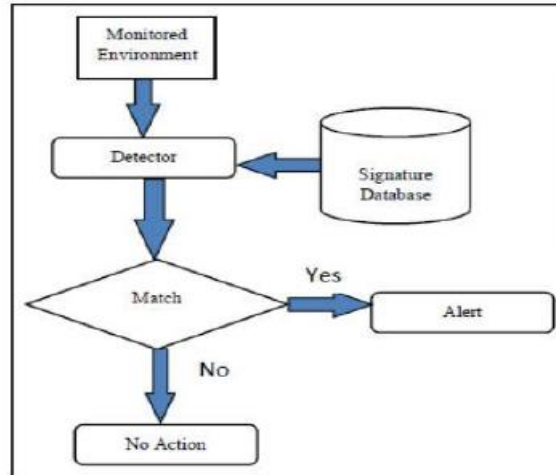 Monitored
Environment
Detector
Signature
Database
Match
Yes
Alert
No
No Action